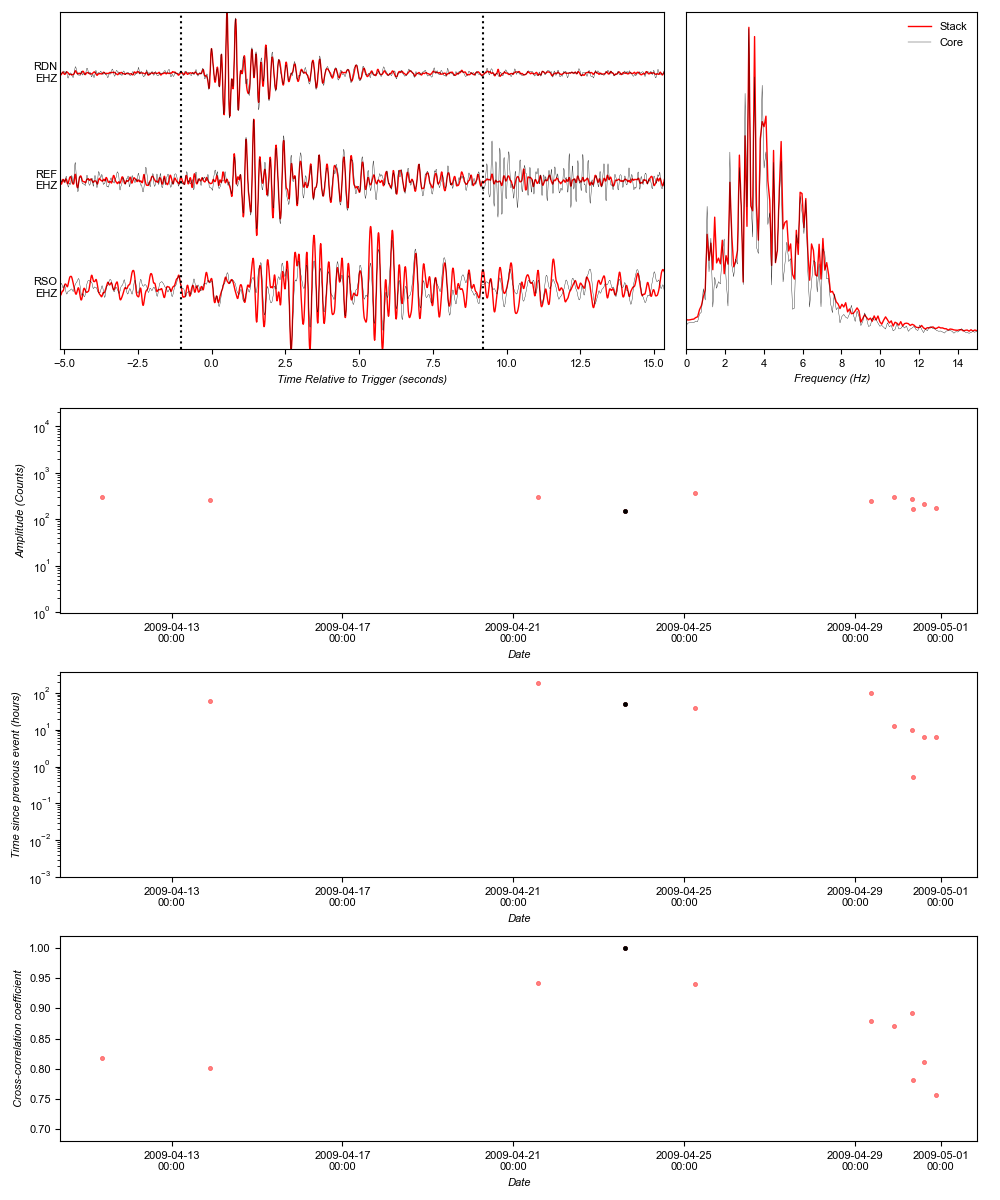 RDN
EHZ
REF
EHZ
RSO
EHZ
−5.0 −2.5 0.0 2.5 5.0 7.5 10.0 12.5 15.0
Time Relative to Trigger (seconds)
Stack
Core
0 2 4 6 8 10 12 14
Frequency (Hz)
10⁴
10³
10²
10¹
10⁰
Amplitude (Counts)
2009-04-13 2009-04-17 2009-04-21 2009-04-25 2009-04-29 2009-05-01
00:00 00:00 00:00 00:00 00:00 00:00
Date
10²
10¹
10⁰
10⁻¹
10⁻²
10⁻³
Time since previous event (hours)
2009-04-13 2009-04-17 2009-04-21 2009-04-25 2009-04-29 2009-05-01
00:00 00:00 00:00 00:00 00:00 00:00
Date
1.00
0.95
0.90
0.85
0.80
0.75
0.70
Cross-correlation coefficient
2009-04-13 2009-04-17 2009-04-21 2009-04-25 2009-04-29 2009-05-01
00:00 00:00 00:00 00:00 00:00 00:00
Date